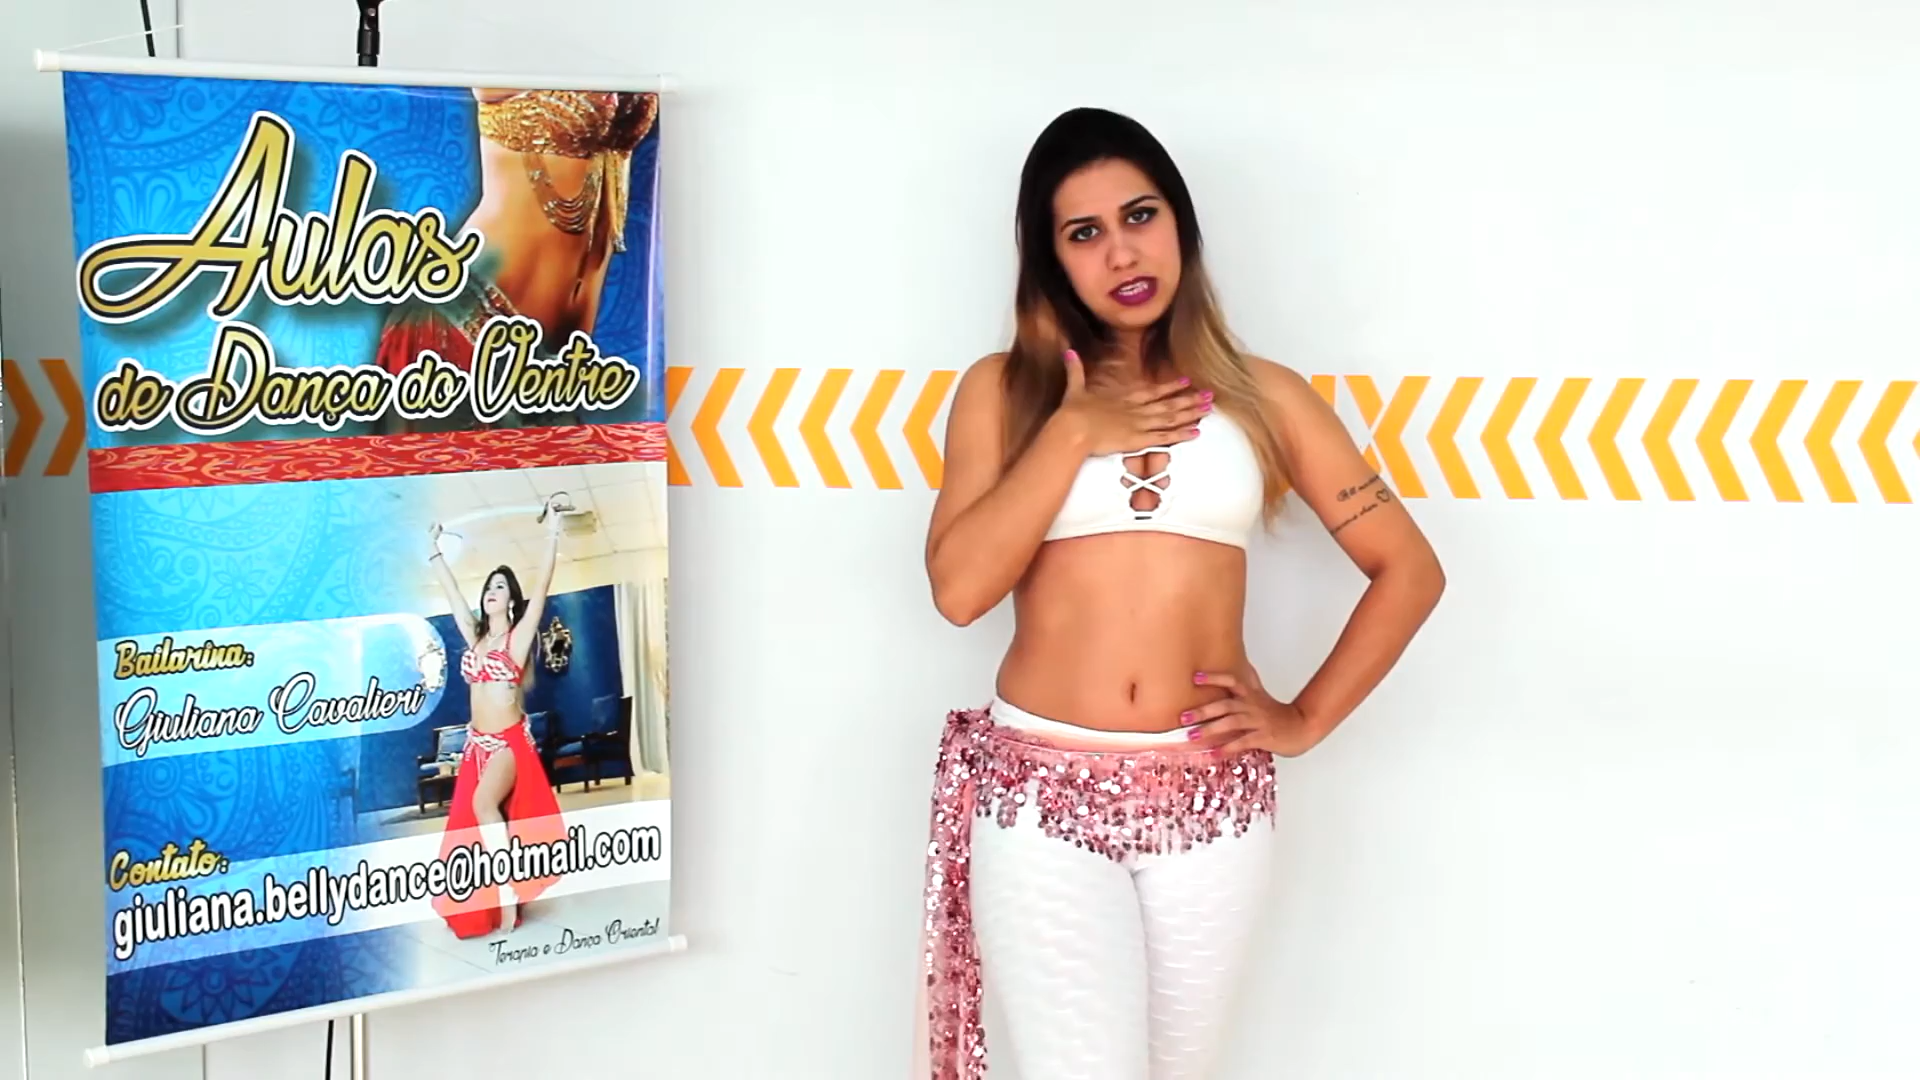 Aulas
de Dança do Ventre
Bailarina:
Giuliana Cavalieri
Contato:
giuliana.bellydance@hotmail.com
Terapia e Dança Oriental